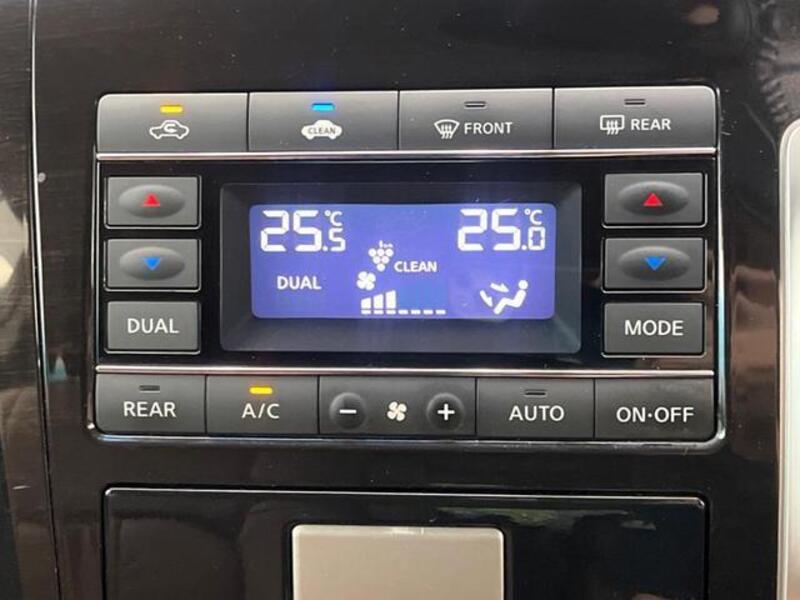 CLEAN FRONT REAR
25.5℃ 25.0℃
CLEAN
DUAL
DUAL MODE
REAR A/C − + AUTO ON·OFF